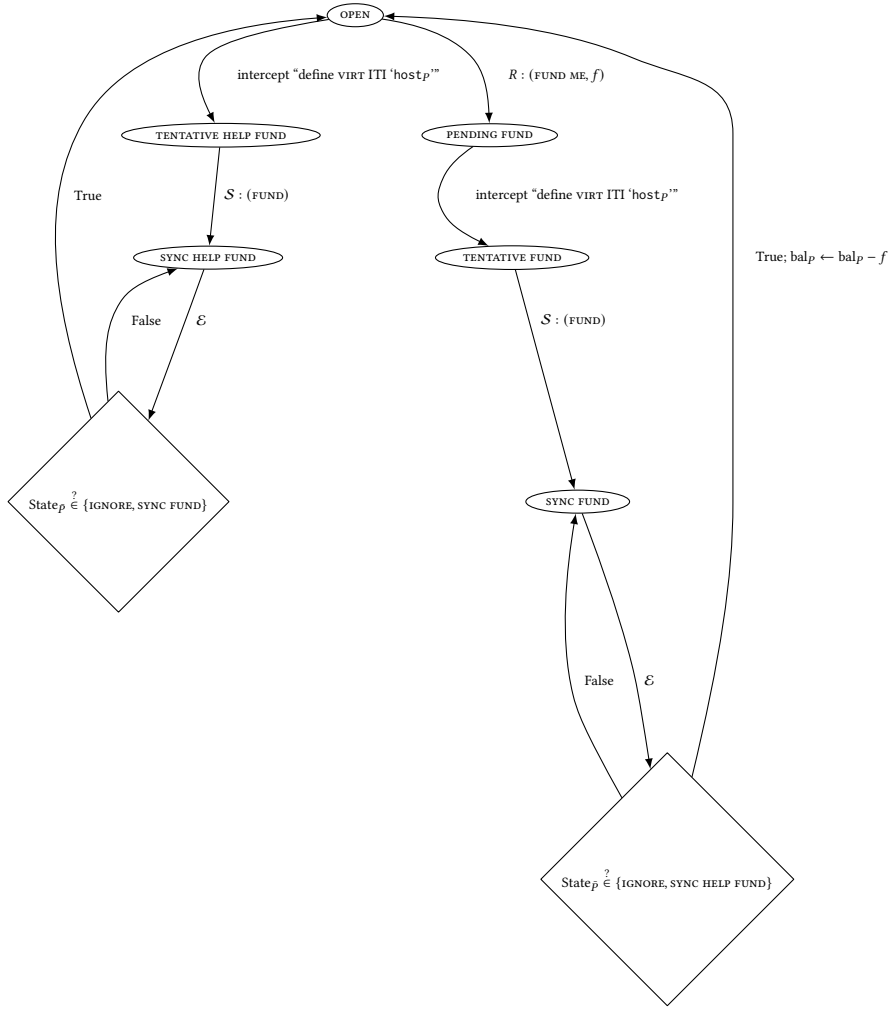 OPEN
intercept “define VIRT ITI ‘host_P’”
R : (FUND ME, f)
TENTATIVE HELP FUND
PENDING FUND
True
𝒮 : (FUND)
intercept “define VIRT ITI ‘host_P’”
SYNC HELP FUND
TENTATIVE FUND
True; bal_P ← bal_P − f
False
ℰ
𝒮 : (FUND)
State_P̄ ∈? {IGNORE, SYNC FUND}
SYNC FUND
False
ℰ
State_P̄ ∈? {IGNORE, SYNC HELP FUND}